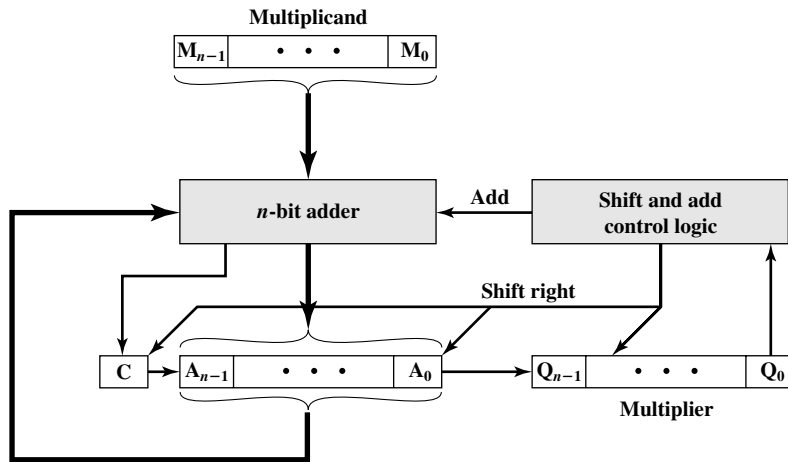 Multiplicand
Mn−1 • • • M0
n-bit adder
Add
Shift and add
control logic
Shift right
C
An−1 • • • A0
Qn−1 • • • Q0
Multiplier